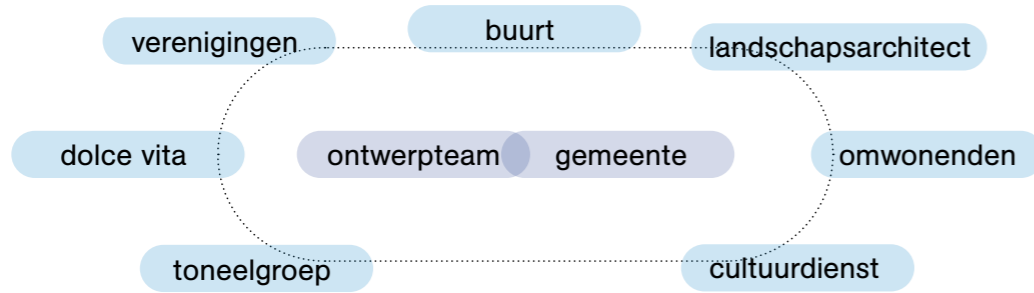 verenigingen
buurt
landschapsarchitect
dolce vita
ontwerpteam
gemeente
omwonenden
toneelgroep
cultuurdienst